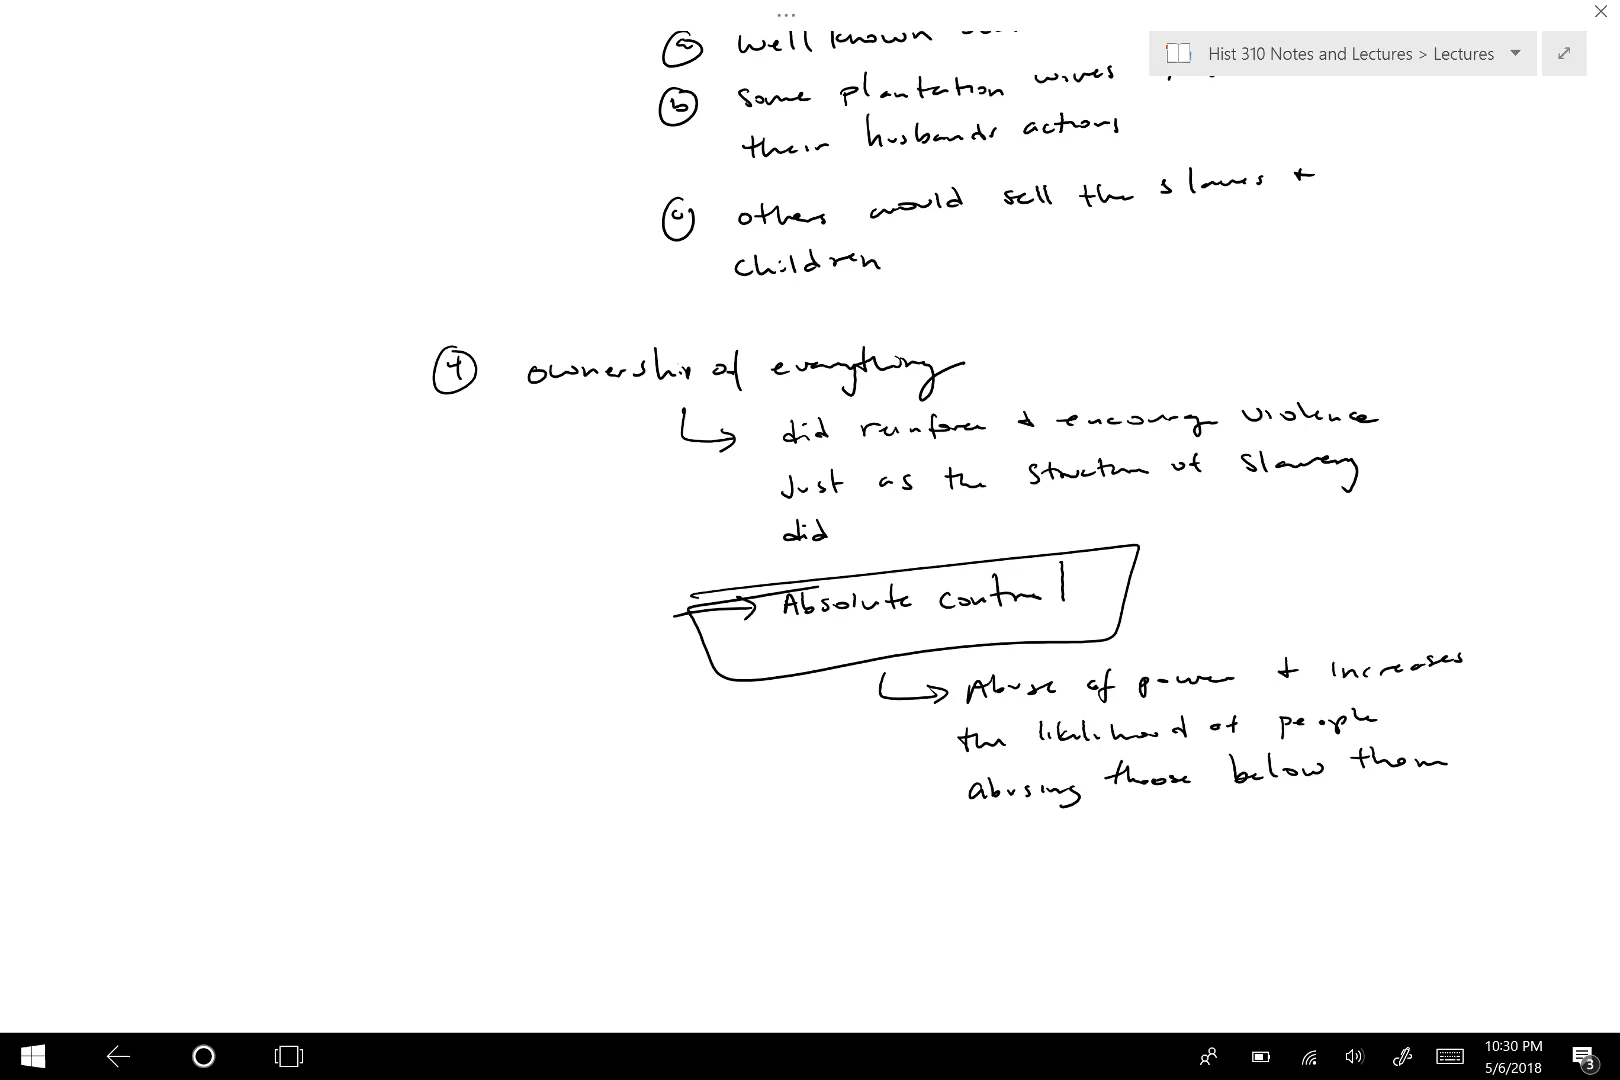 ...
Hist 310 Notes and Lectures > Lectures
a well known
b some plantation wives
their husbands actions
c others would sell the slaves +
children
4 ownership of everything
did reinforce + encourage violence
Just as the structure of slavery
did
Absolute control
Abuse of power + increases
the likelihood of people
abusing those below them
10:30 PM
5/6/2018
3